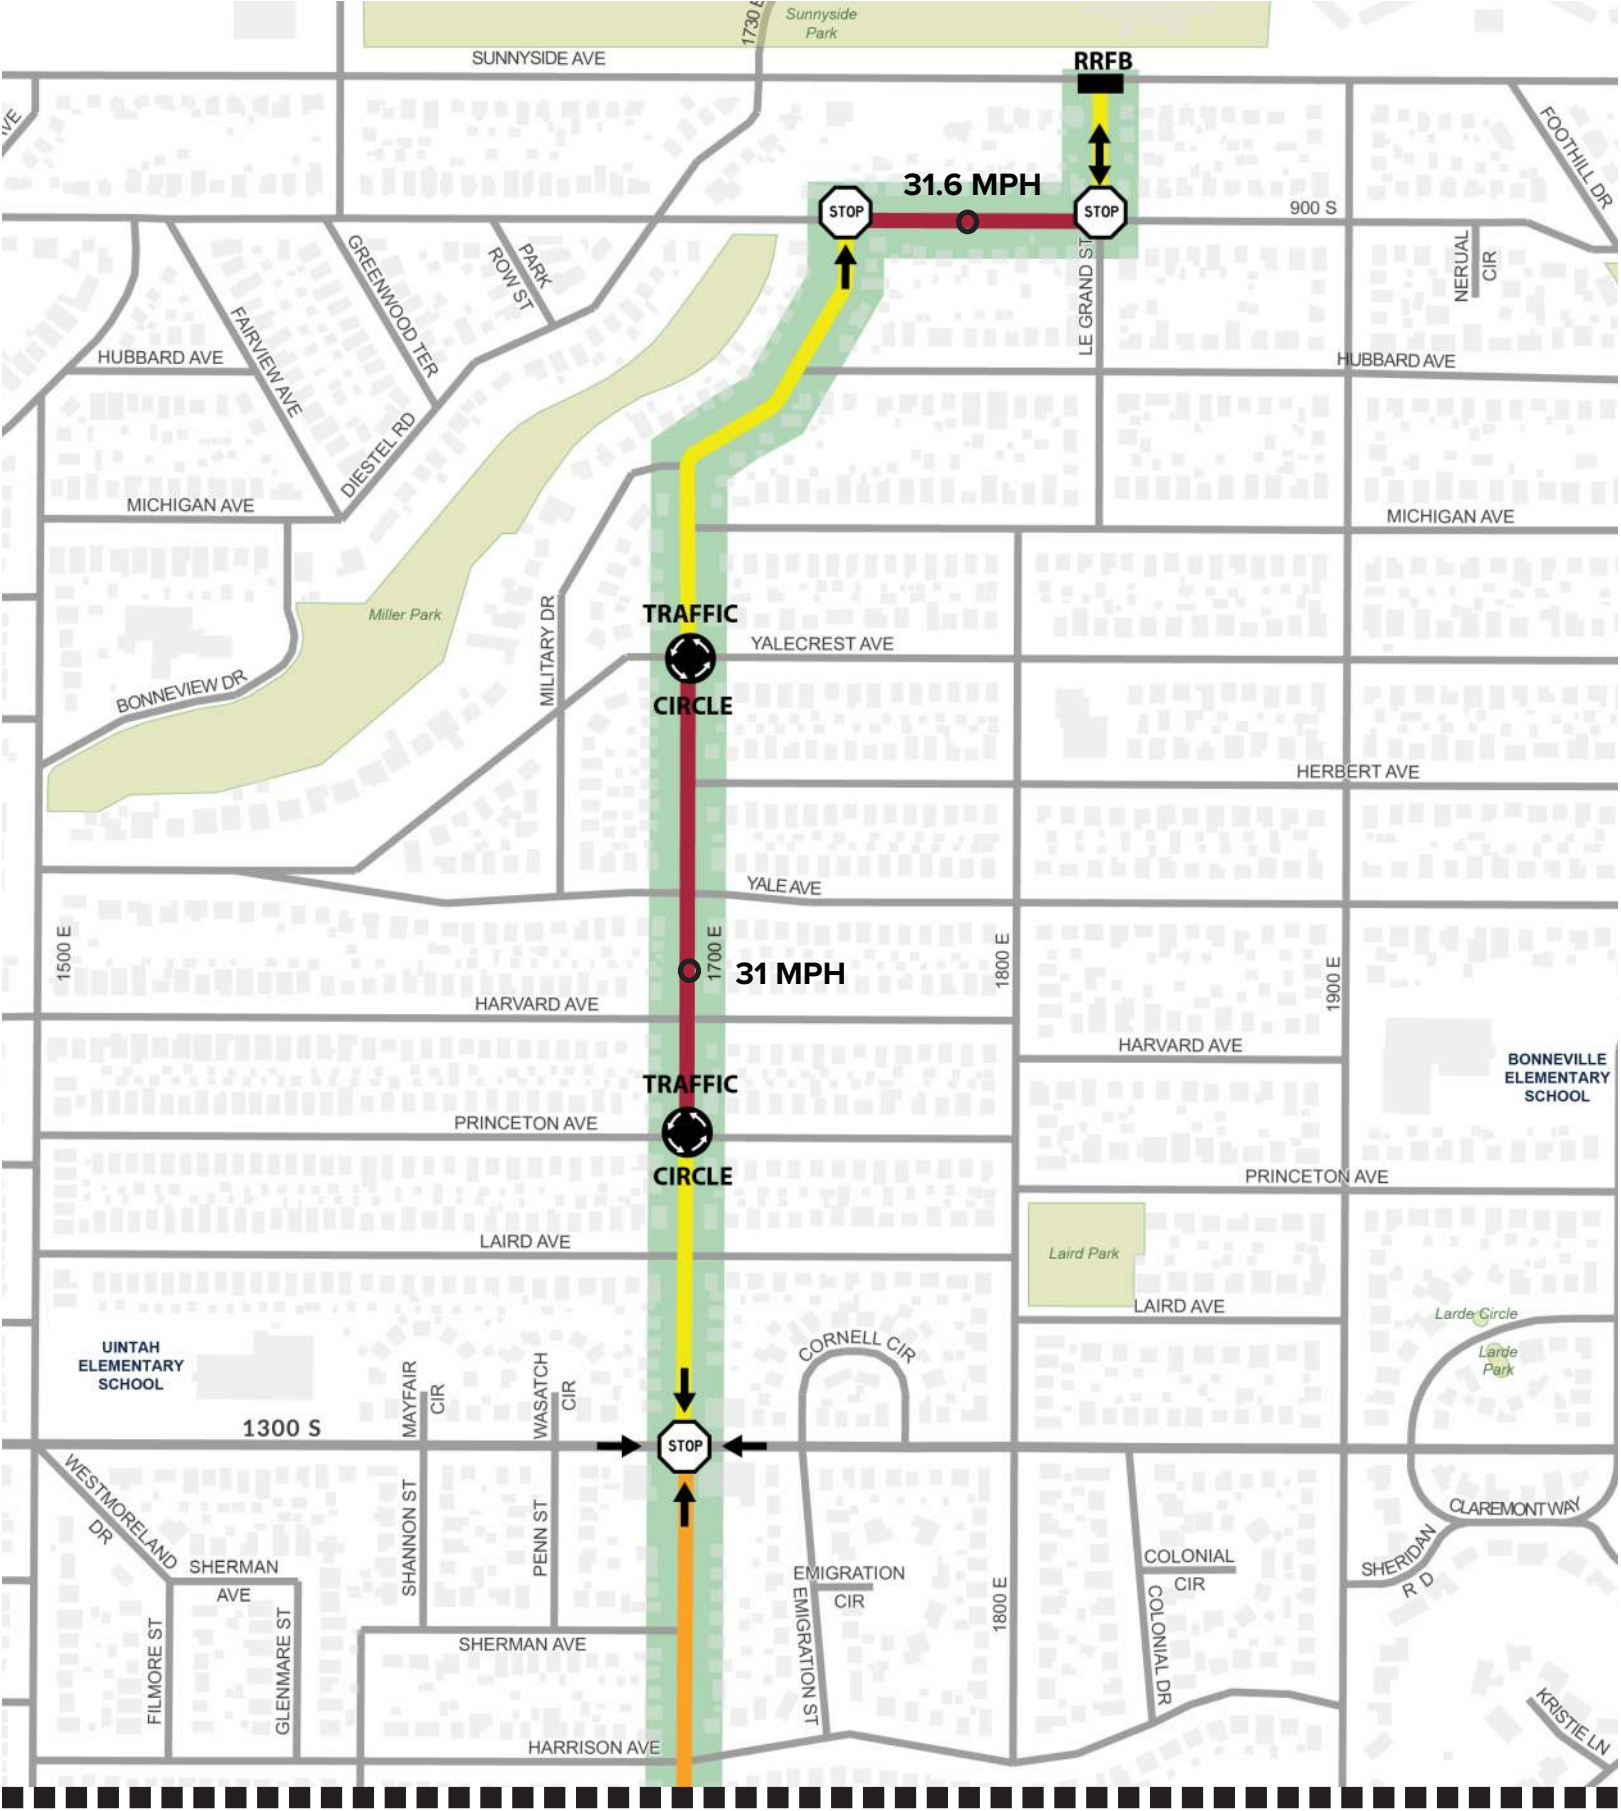 1730 E
Sunnyside
Park
SUNNYSIDE AVE
RRFB
FOOTHILL DR
VE
31.6 MPH
STOP
STOP
900 S
GREENWOOD TER
PARK
ROW ST
LE GRAND ST
NERUAL
CIR
FAIRVIEW AVE
HUBBARD AVE
HUBBARD AVE
DIESTEL RD
MICHIGAN AVE
MICHIGAN AVE
Miller Park
MILITARY DR
TRAFFIC
CIRCLE
YALECREST AVE
BONNEVIEW DR
HERBERT AVE
YALE AVE
1500 E
1700 E
31 MPH
1800 E
1900 E
HARVARD AVE
HARVARD AVE
BONNEVILLE
ELEMENTARY
SCHOOL
TRAFFIC
CIRCLE
PRINCETON AVE
PRINCETON AVE
LAIRD AVE
Laird Park
LAIRD AVE
Larde Circle
Larde
Park
UINTAH
ELEMENTARY
SCHOOL
MAYFAIR
CIR
WASATCH
CIR
CORNELL CIR
1300 S
STOP
WESTMORELAND
DR
SHANNON ST
PENN ST
CLAREMONT WAY
SHERIDAN
RD
SHERMAN
AVE
EMIGRATION
CIR
EMIGRATION ST
1800 E
COLONIAL
CIR
COLONIAL DR
FILMORE ST
GLENMARE ST
SHERMAN AVE
KRISTIE LN
HARRISON AVE